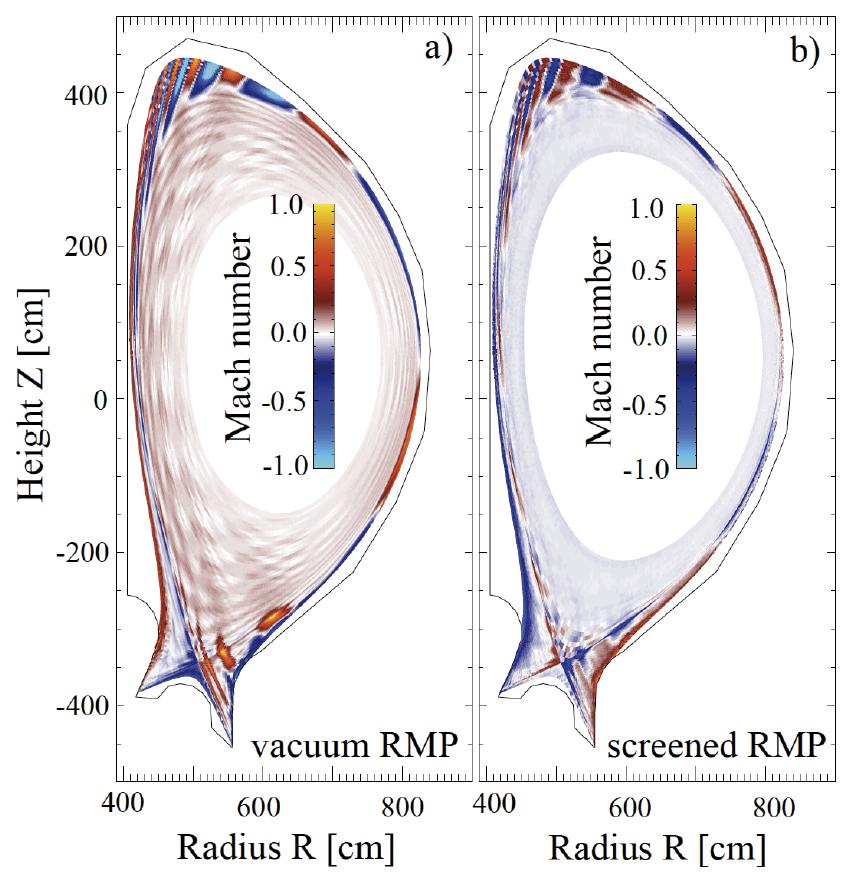 a)
b)
400
200
0
-200
-400
Height Z [cm]
1.0
0.5
0.0
-0.5
-1.0
Mach number
1.0
0.5
0.0
-0.5
-1.0
Mach number
vacuum RMP
screened RMP
400
600
800
400
600
800
Radius R [cm]
Radius R [cm]